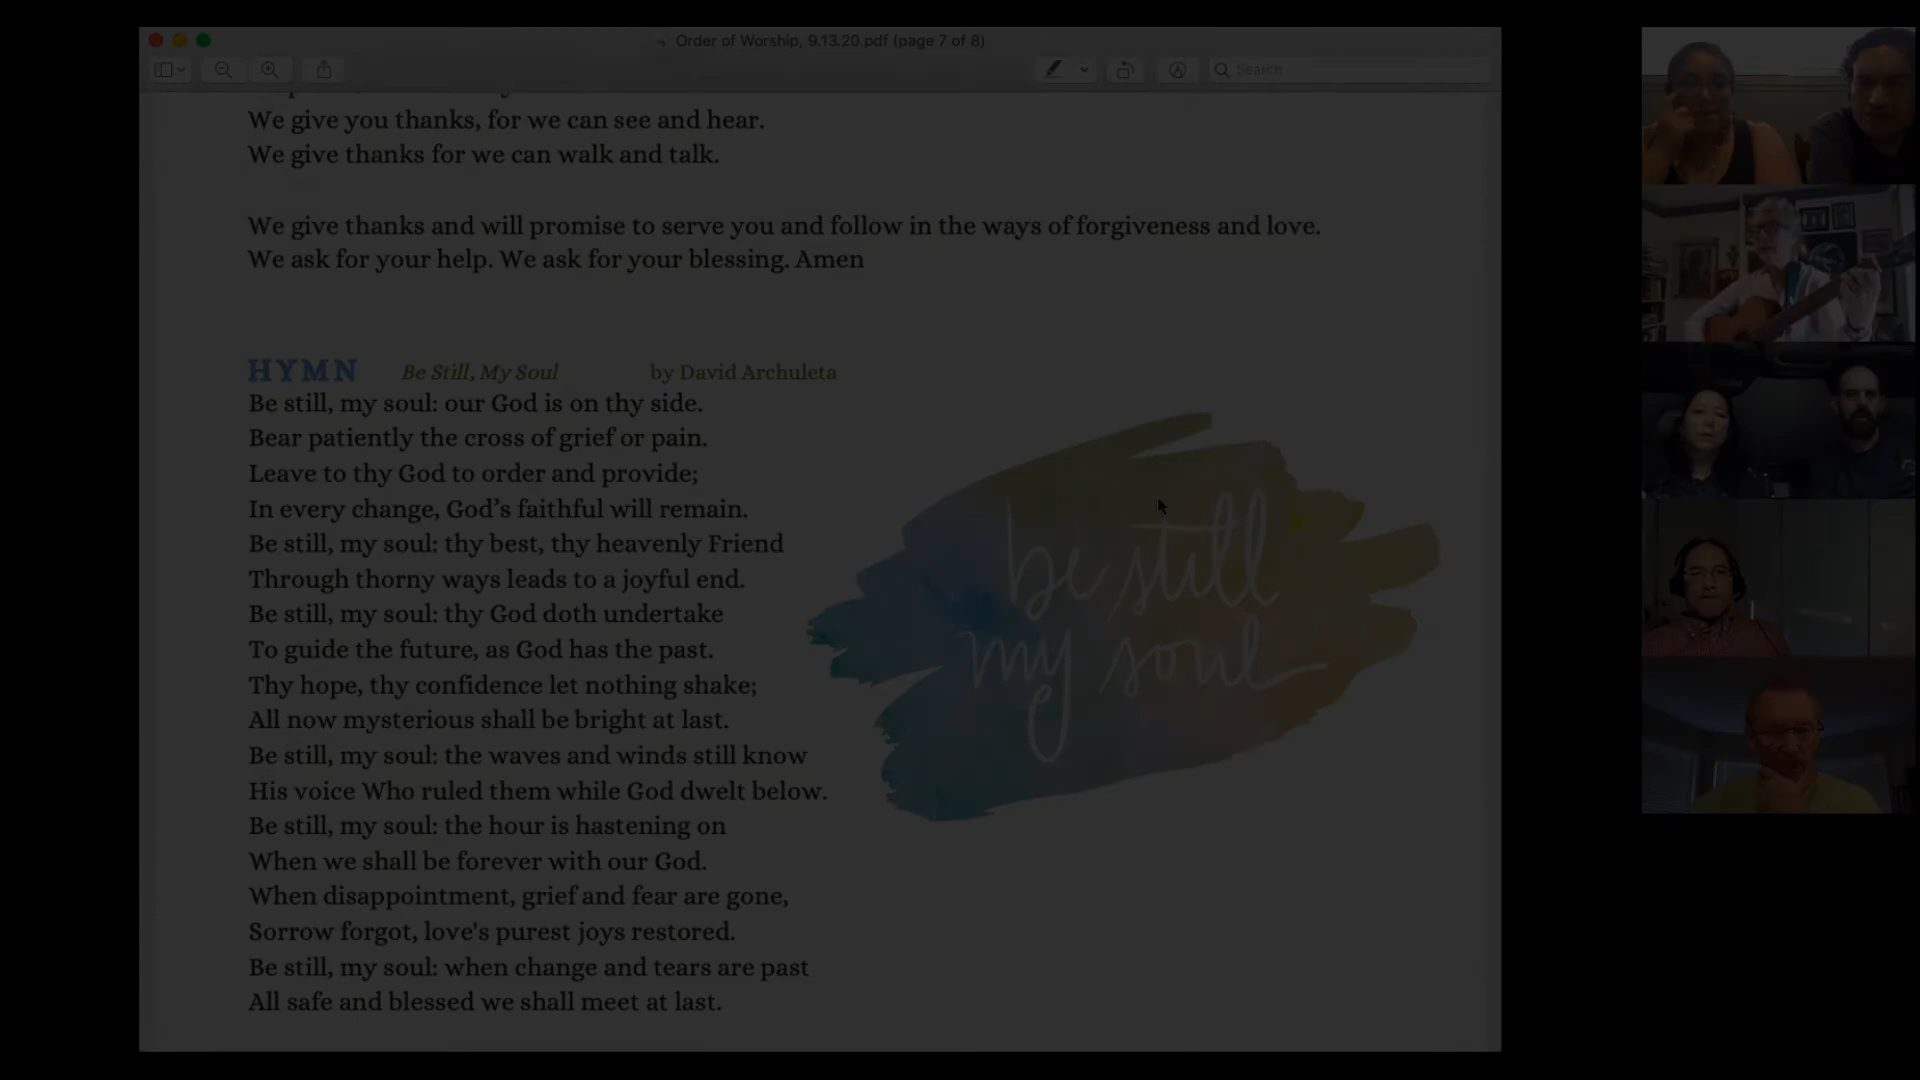 Order of Worship, 9.13.20.pdf (page 7 of 8)
Search
We give you thanks, for we can see and hear.
We give thanks for we can walk and talk.
We give thanks and will promise to serve you and follow in the ways of forgiveness and love.
We ask for your help. We ask for your blessing. Amen
HYMN Be Still, My Soul by David Archuleta
Be still, my soul: our God is on thy side.
Bear patiently the cross of grief or pain.
Leave to thy God to order and provide;
In every change, God’s faithful will remain.
Be still, my soul: thy best, thy heavenly Friend
Through thorny ways leads to a joyful end.
Be still, my soul: thy God doth undertake
To guide the future, as God has the past.
Thy hope, thy confidence let nothing shake;
All now mysterious shall be bright at last.
Be still, my soul: the waves and winds still know
His voice Who ruled them while God dwelt below.
Be still, my soul: the hour is hastening on
When we shall be forever with our God.
When disappointment, grief and fear are gone,
Sorrow forgot, love's purest joys restored.
Be still, my soul: when change and tears are past
All safe and blessed we shall meet at last.
be still
my soul